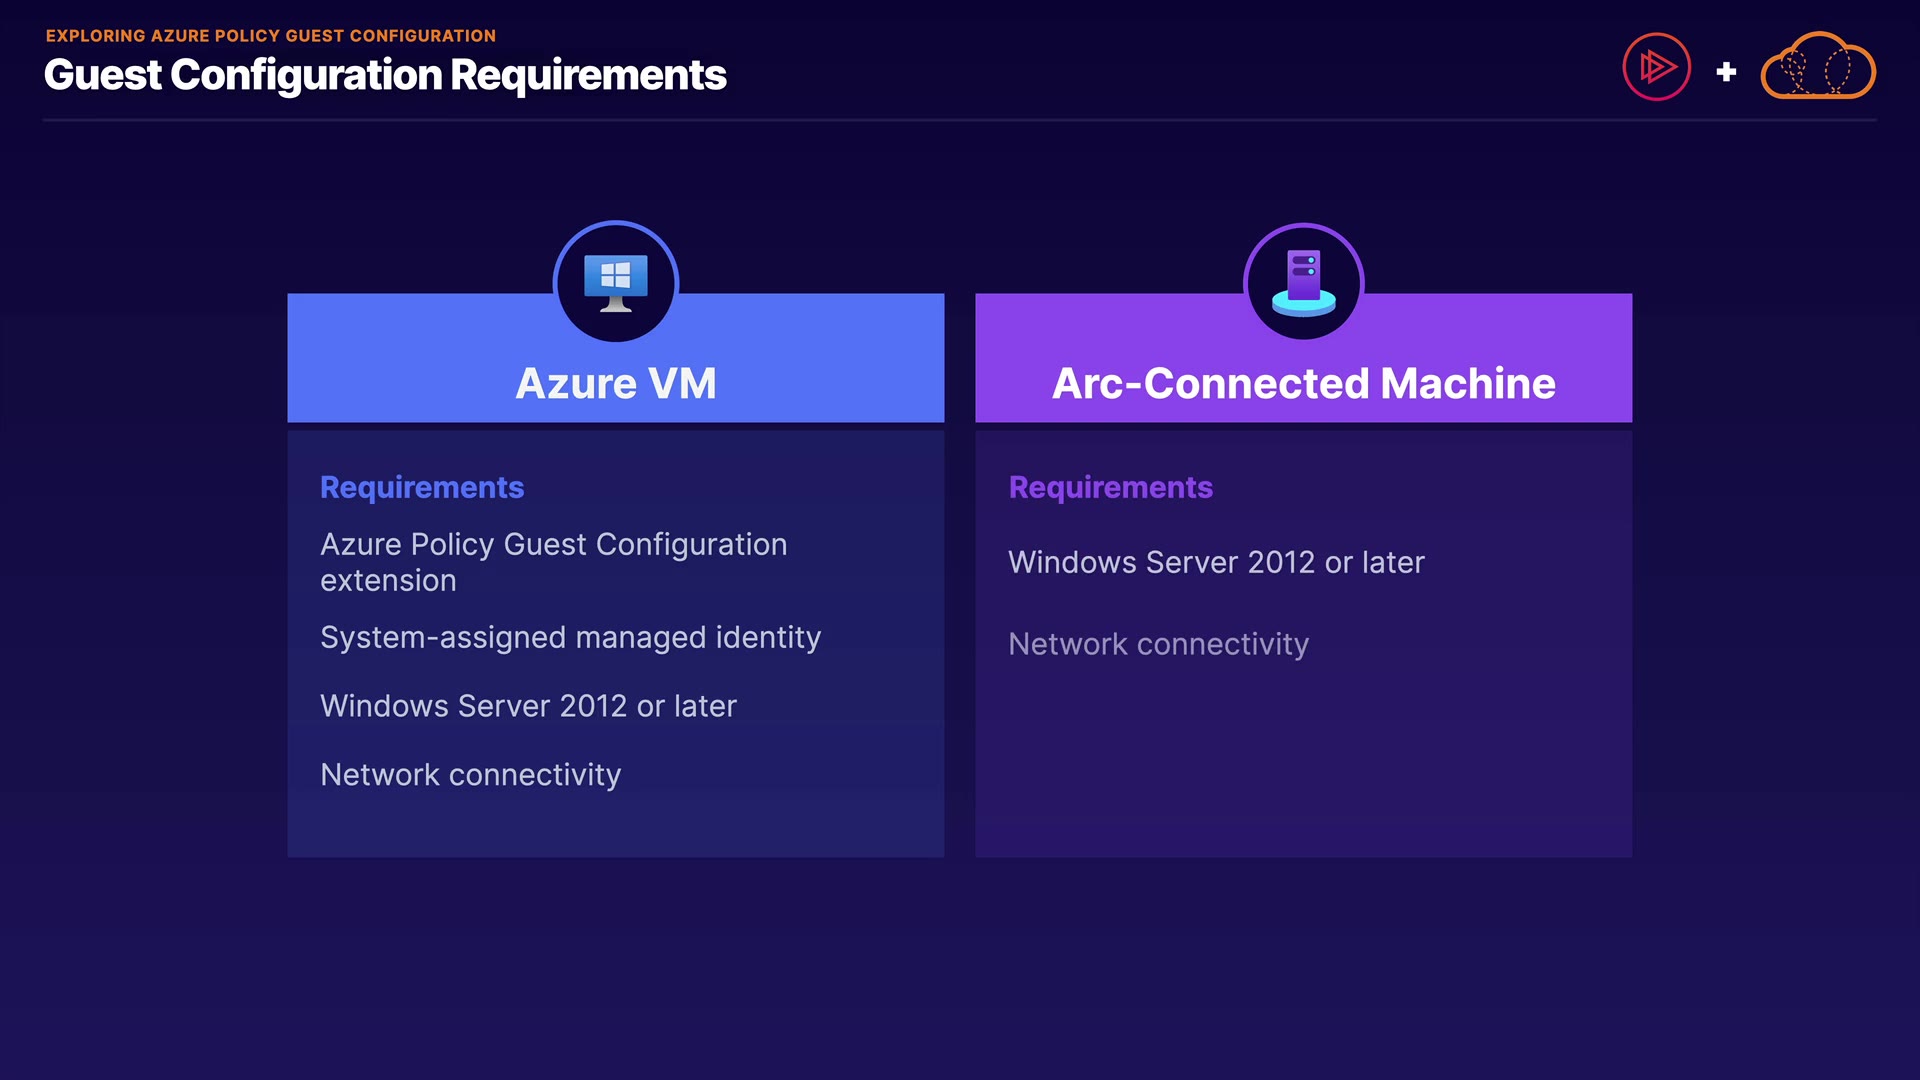 EXPLORING AZURE POLICY GUEST CONFIGURATION
Guest Configuration Requirements
+
Azure VM
Requirements
Azure Policy Guest Configuration
extension
System-assigned managed identity
Windows Server 2012 or later
Network connectivity
Arc-Connected Machine
Requirements
Windows Server 2012 or later
Network connectivity